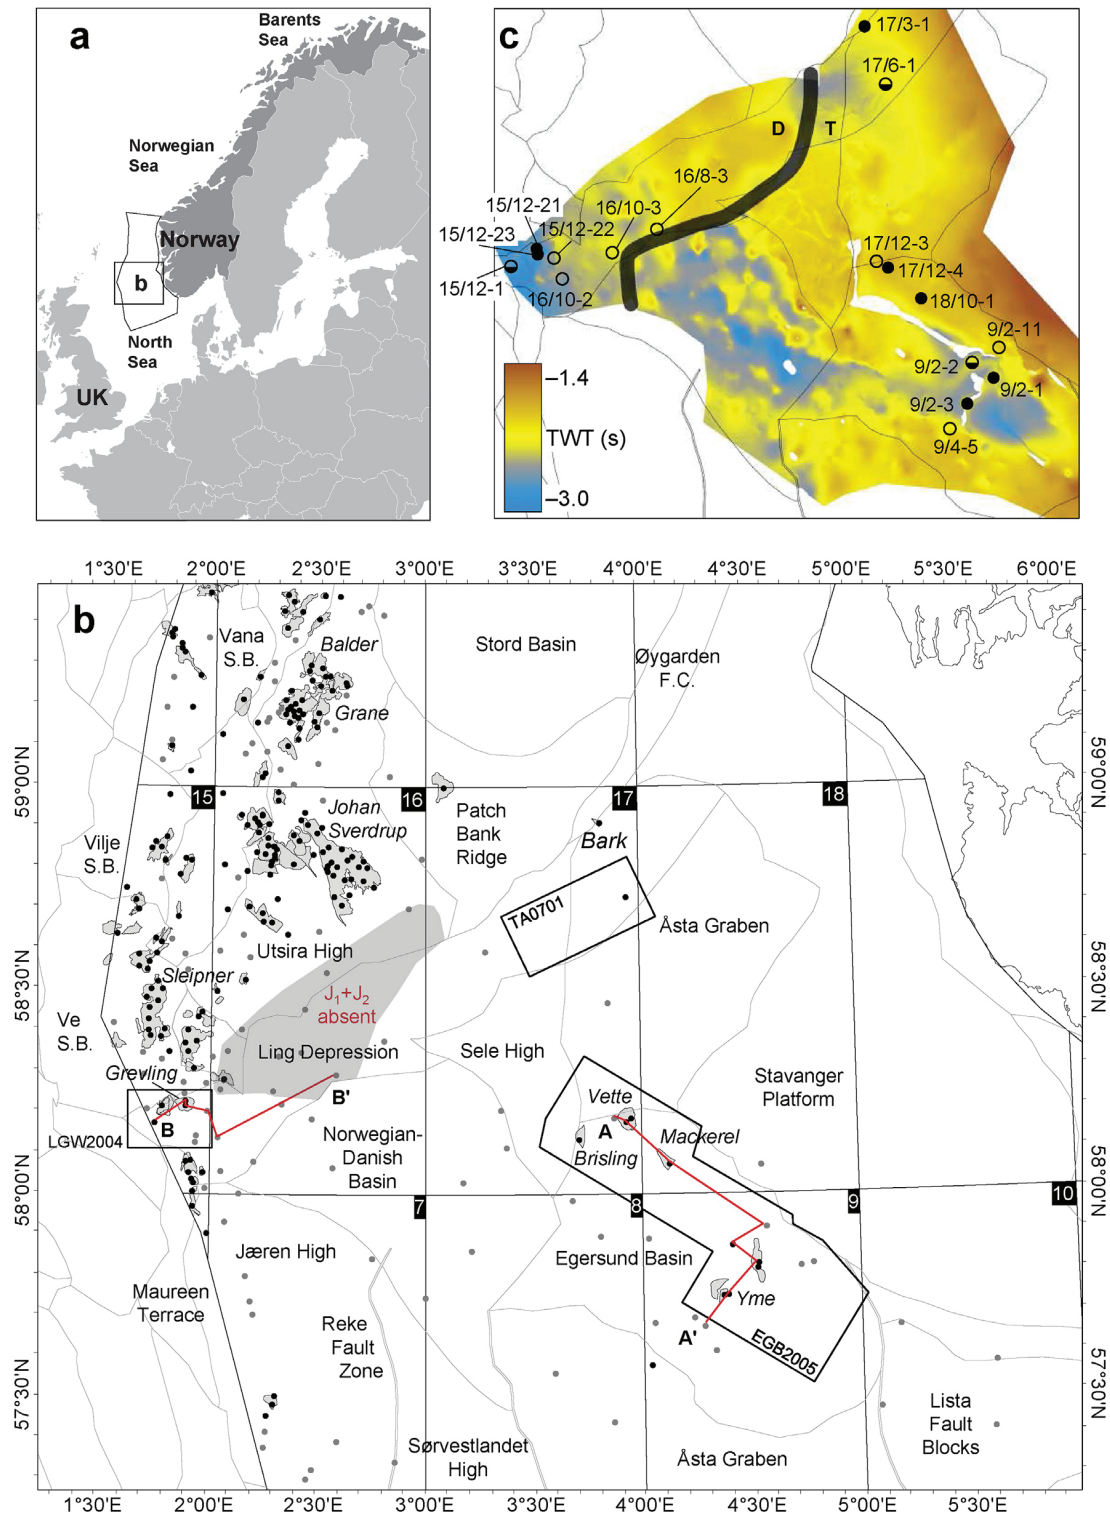 a
Barents
Sea
Norwegian
Sea
Norway
b
North
Sea
UK
c
17/3-1
17/6-1
D
T
16/8-3
15/12-21
16/10-3
15/12-23
15/12-22
17/12-3
17/12-4
15/12-1
16/10-2
18/10-1
9/2-11
9/2-2
9/2-1
9/2-3
9/4-5
–1.4
TWT (s)
–3.0
1°30'E
2°00'E
2°30'E
3°00'E
3°30'E
4°00'E
4°30'E
5°00'E
5°30'E
6°00'E
b
Vana
S.B.
Balder
Stord Basin
Øygarden
F.C.
Grane
59°00'N
59°00'N
15
16
17
18
Johan
Sverdrup
Patch
Bank
Ridge
Bark
Vilje
S.B.
TA0701
Åsta Graben
Utsira High
Sleipner
58°30'N
58°30'N
J1+J2
absent
Ve
S.B.
Ling Depression
Sele High
Grevling
Stavanger
Platform
B'
Vette
B
A
Mackerel
LGW2004
Norwegian-
Danish
Basin
Brisling
58°00'N
58°00'N
7
8
9
10
Jæren High
Egersund Basin
Maureen
Terrace
Yme
Reke
Fault
Zone
A'
EGB2005
57°30'N
57°30'N
Lista
Fault
Blocks
Sørvestlandet
High
Åsta Graben
1°30'E
2°00'E
2°30'E
3°00'E
3°30'E
4°00'E
4°30'E
5°00'E
5°30'E